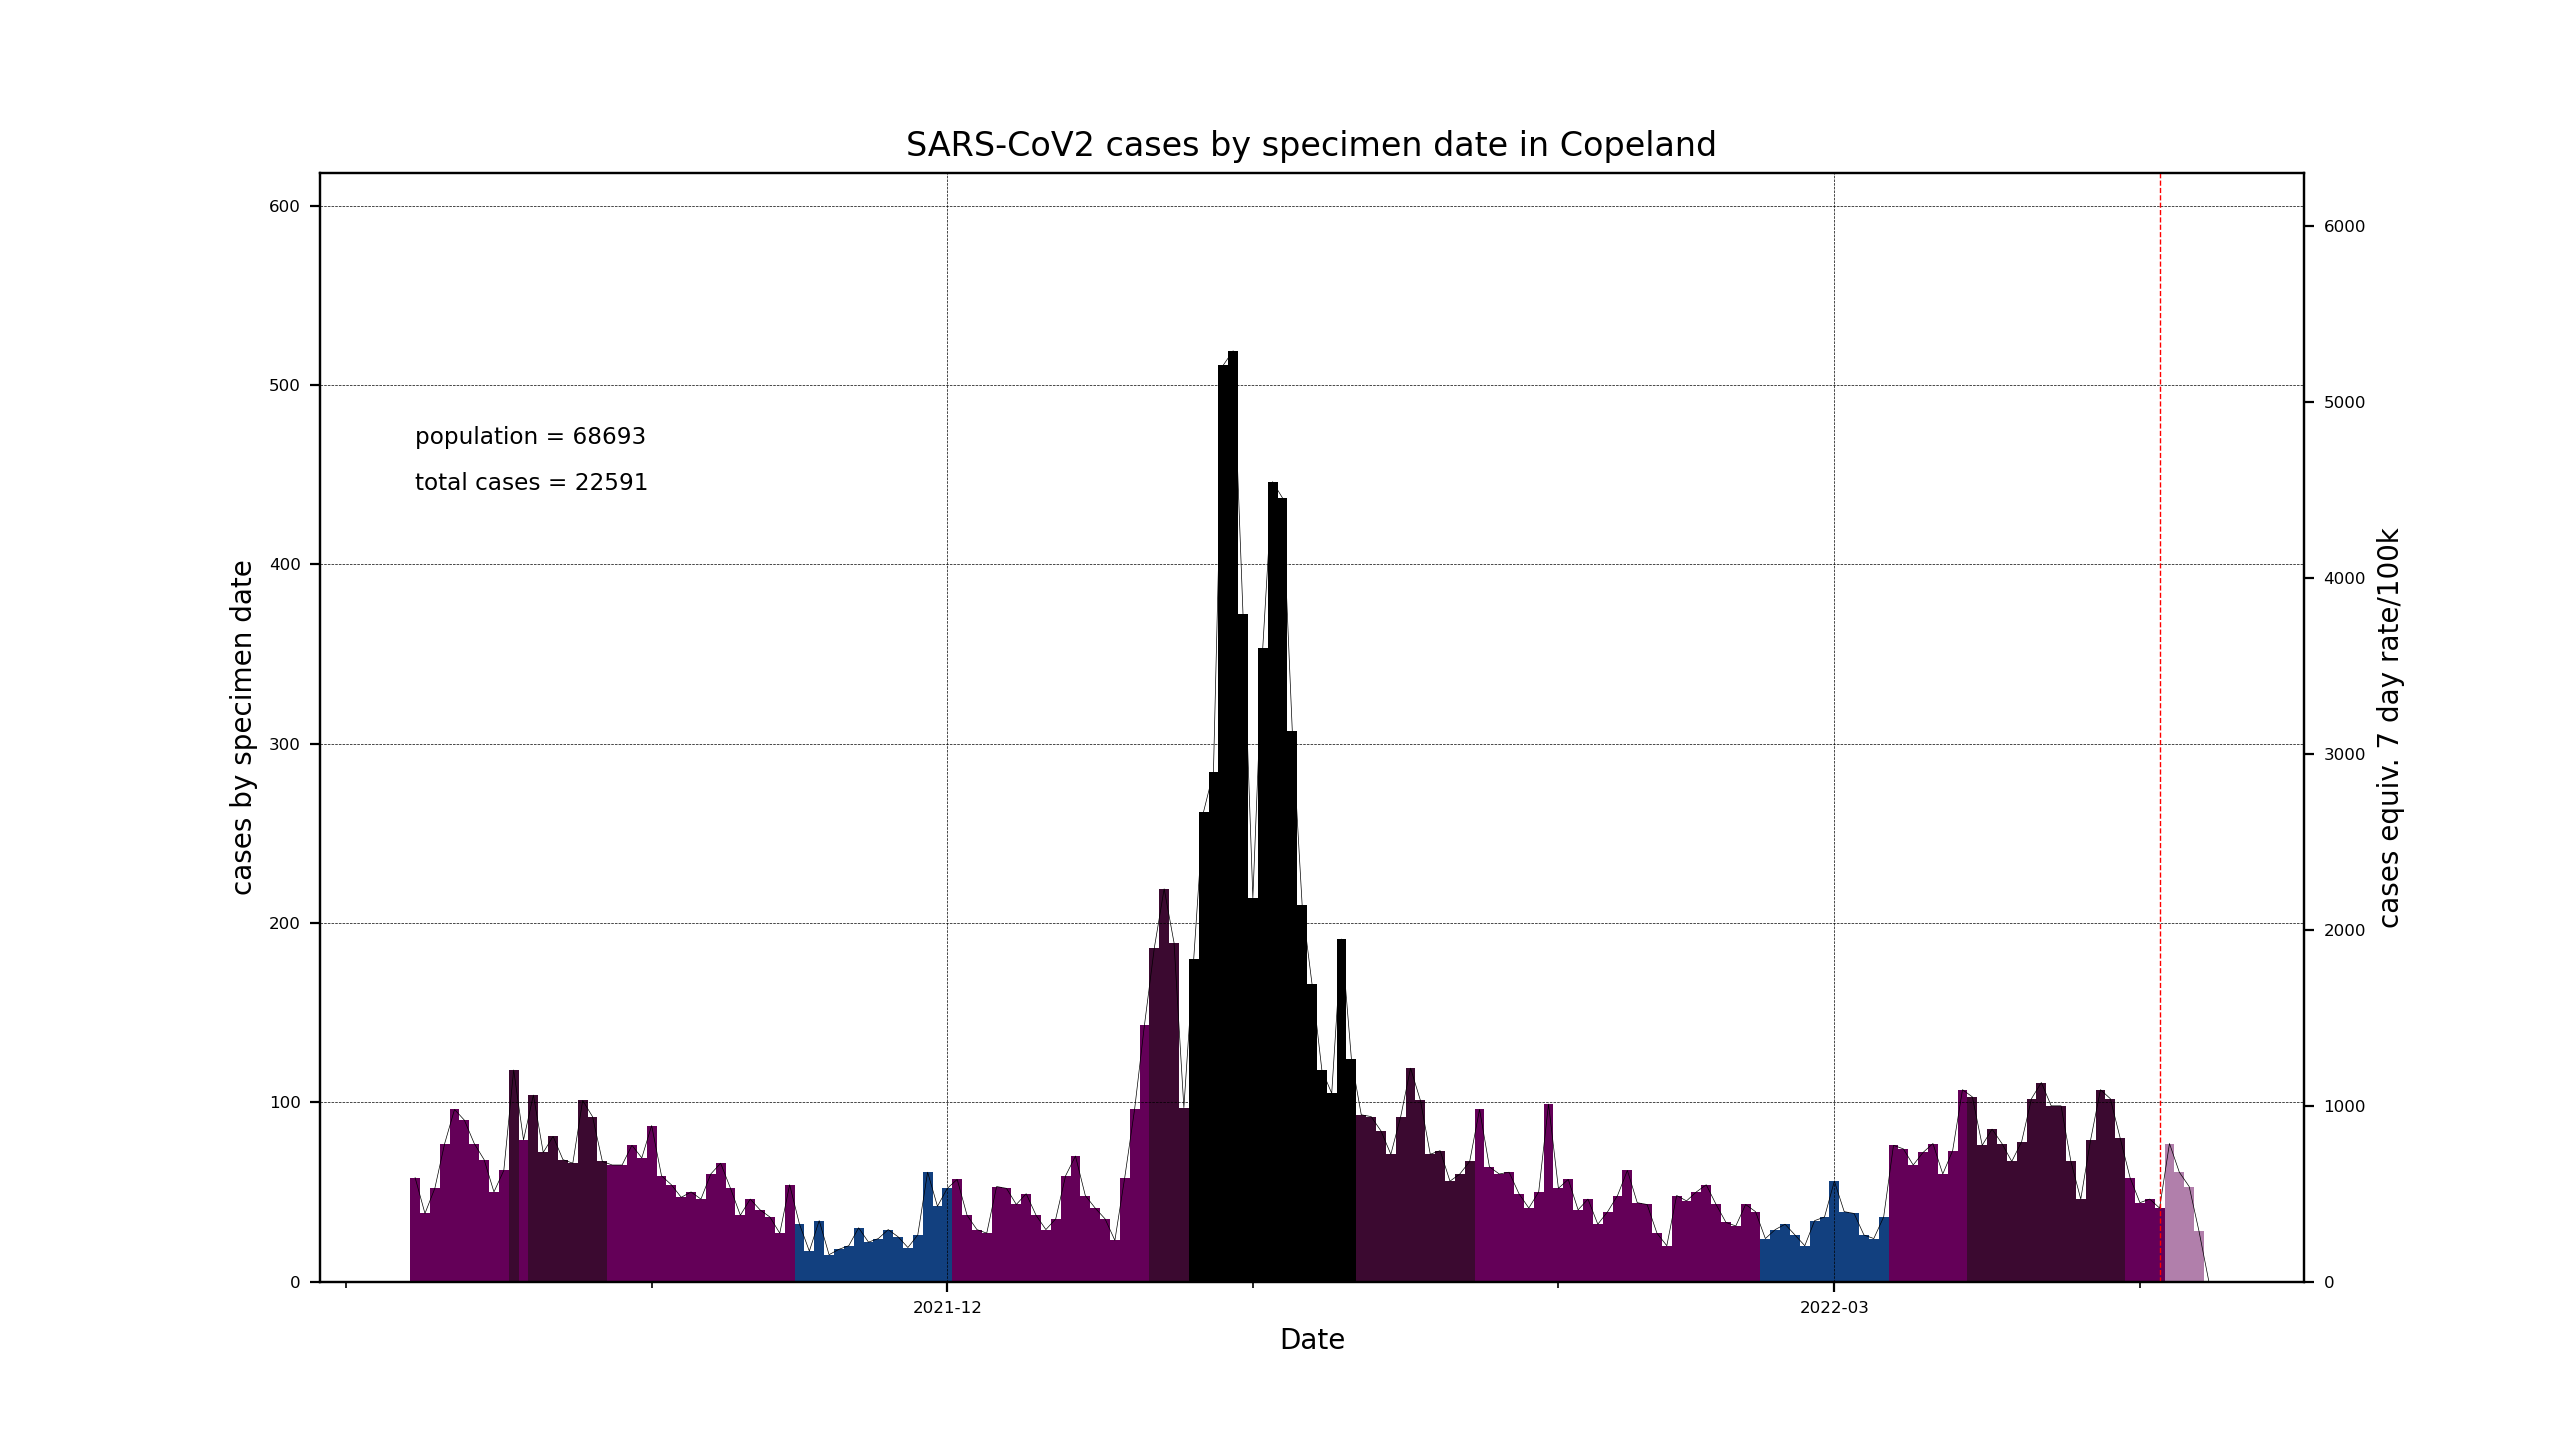 SARS-CoV2 cases by specimen date in Copeland
600
500
400
300
200
100
0
cases by specimen date
population = 68693
total cases = 22591
6000
5000
4000
3000
2000
1000
0
cases equiv. 7 day rate/100k
2021-12
2022-03
Date